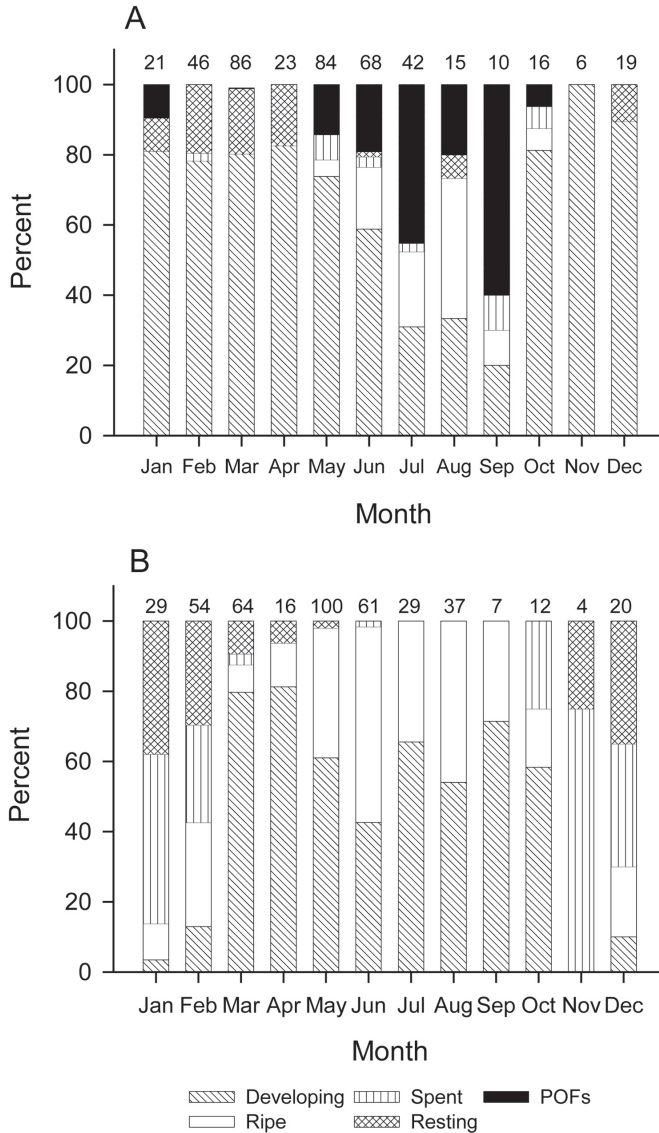 A
21 46 86 23 84 68 42 15 10 16 6 19
100
80
60
40
20
0
Percent
Jan Feb Mar Apr May Jun Jul Aug Sep Oct Nov Dec
Month
B
29 54 64 16 100 61 29 37 7 12 4 20
100
80
60
40
20
0
Percent
Jan Feb Mar Apr May Jun Jul Aug Sep Oct Nov Dec
Month
Developing Spent POFs
Ripe Resting